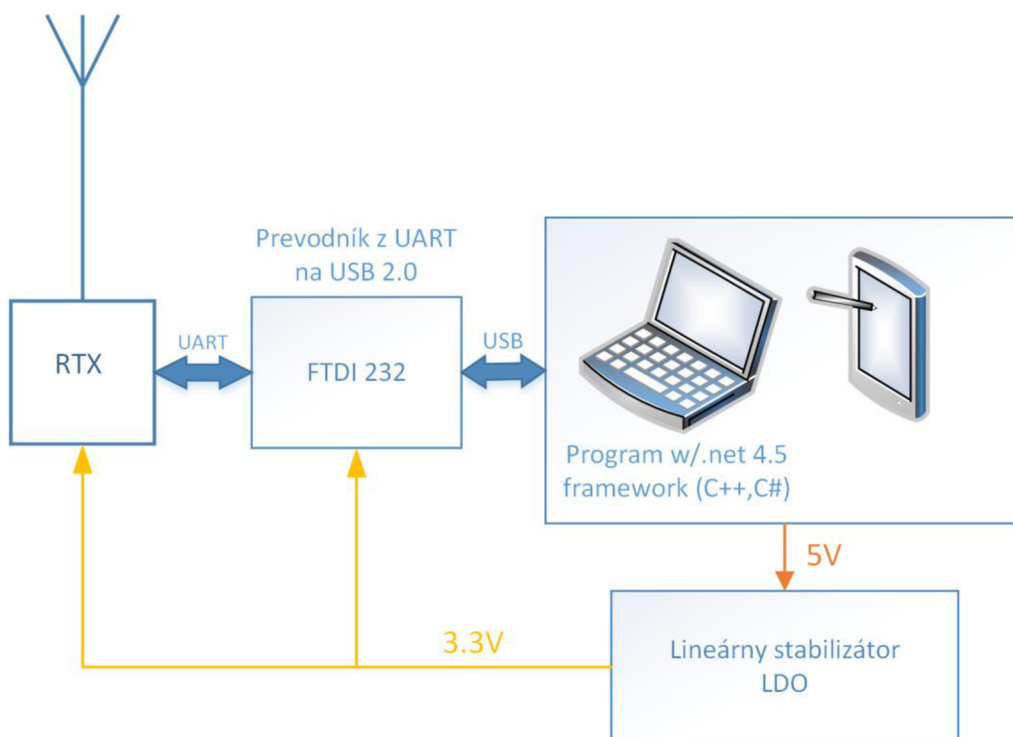 Prevodník z UART
na USB 2.0
RTX
UART
FTDI 232
USB
Program w/.net 4.5
framework (C++,C#)
5V
3.3V
Lineárny stabilizátor
LDO